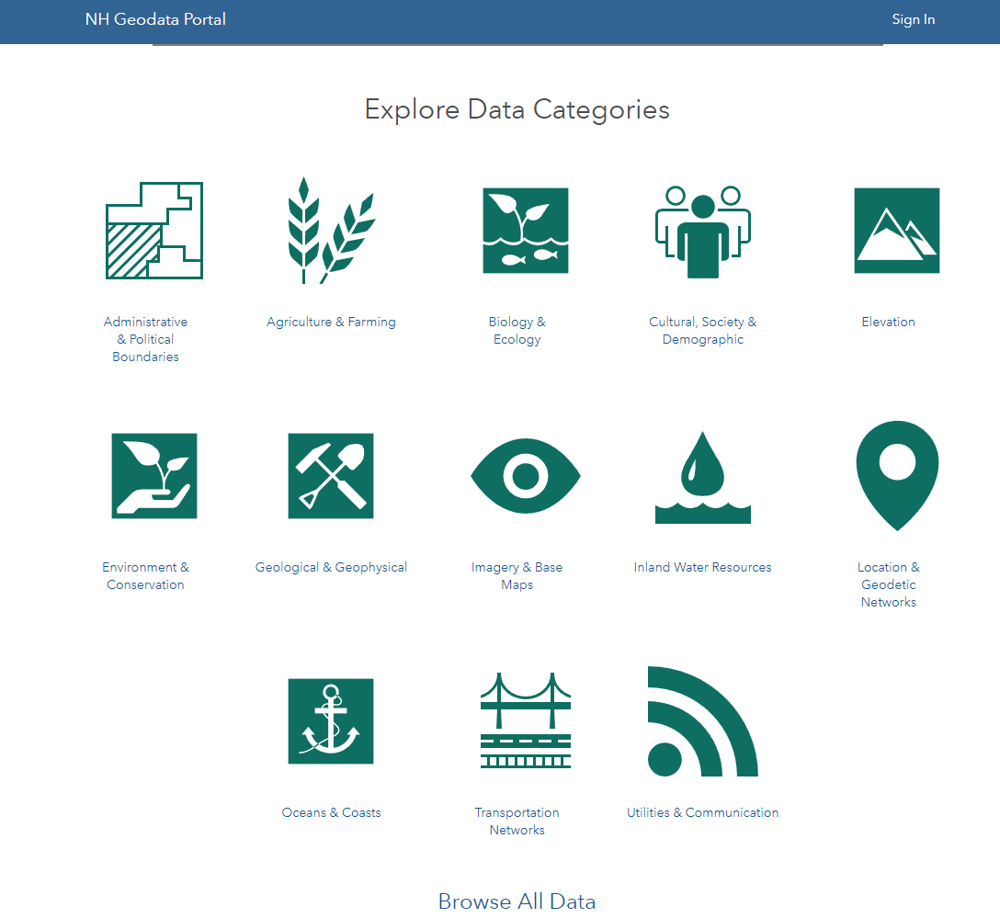 NH Geodata Portal
Sign In
Explore Data Categories
Administrative
& Political
Boundaries
Agriculture & Farming
Biology &
Ecology
Cultural, Society &
Demographic
Elevation
Environment &
Conservation
Geological & Geophysical
Imagery & Base
Maps
Inland Water Resources
Location &
Geodetic
Networks
Oceans & Coasts
Transportation
Networks
Utilities & Communication
Browse All Data